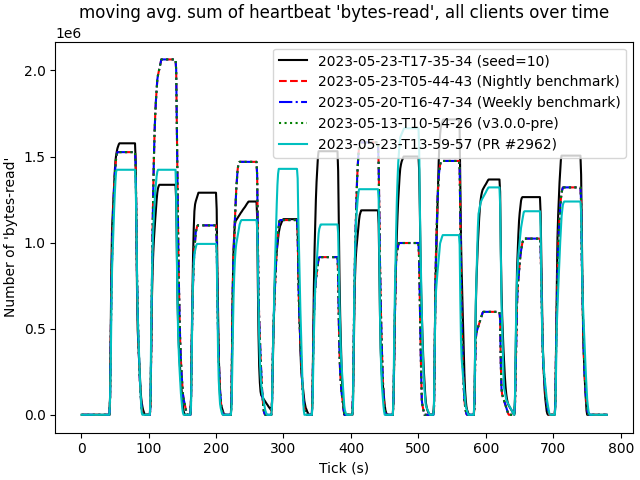 moving avg. sum of heartbeat 'bytes-read', all clients over time
1e6
2023-05-23-T17-35-34 (seed=10)
2023-05-23-T05-44-43 (Nightly benchmark)
2023-05-20-T16-47-34 (Weekly benchmark)
2023-05-13-T10-54-26 (v3.0.0-pre)
2023-05-23-T13-59-57 (PR #2962)
Number of 'bytes-read'
2.0
1.5
1.0
0.5
0.0
0 100 200 300 400 500 600 700 800
Tick (s)